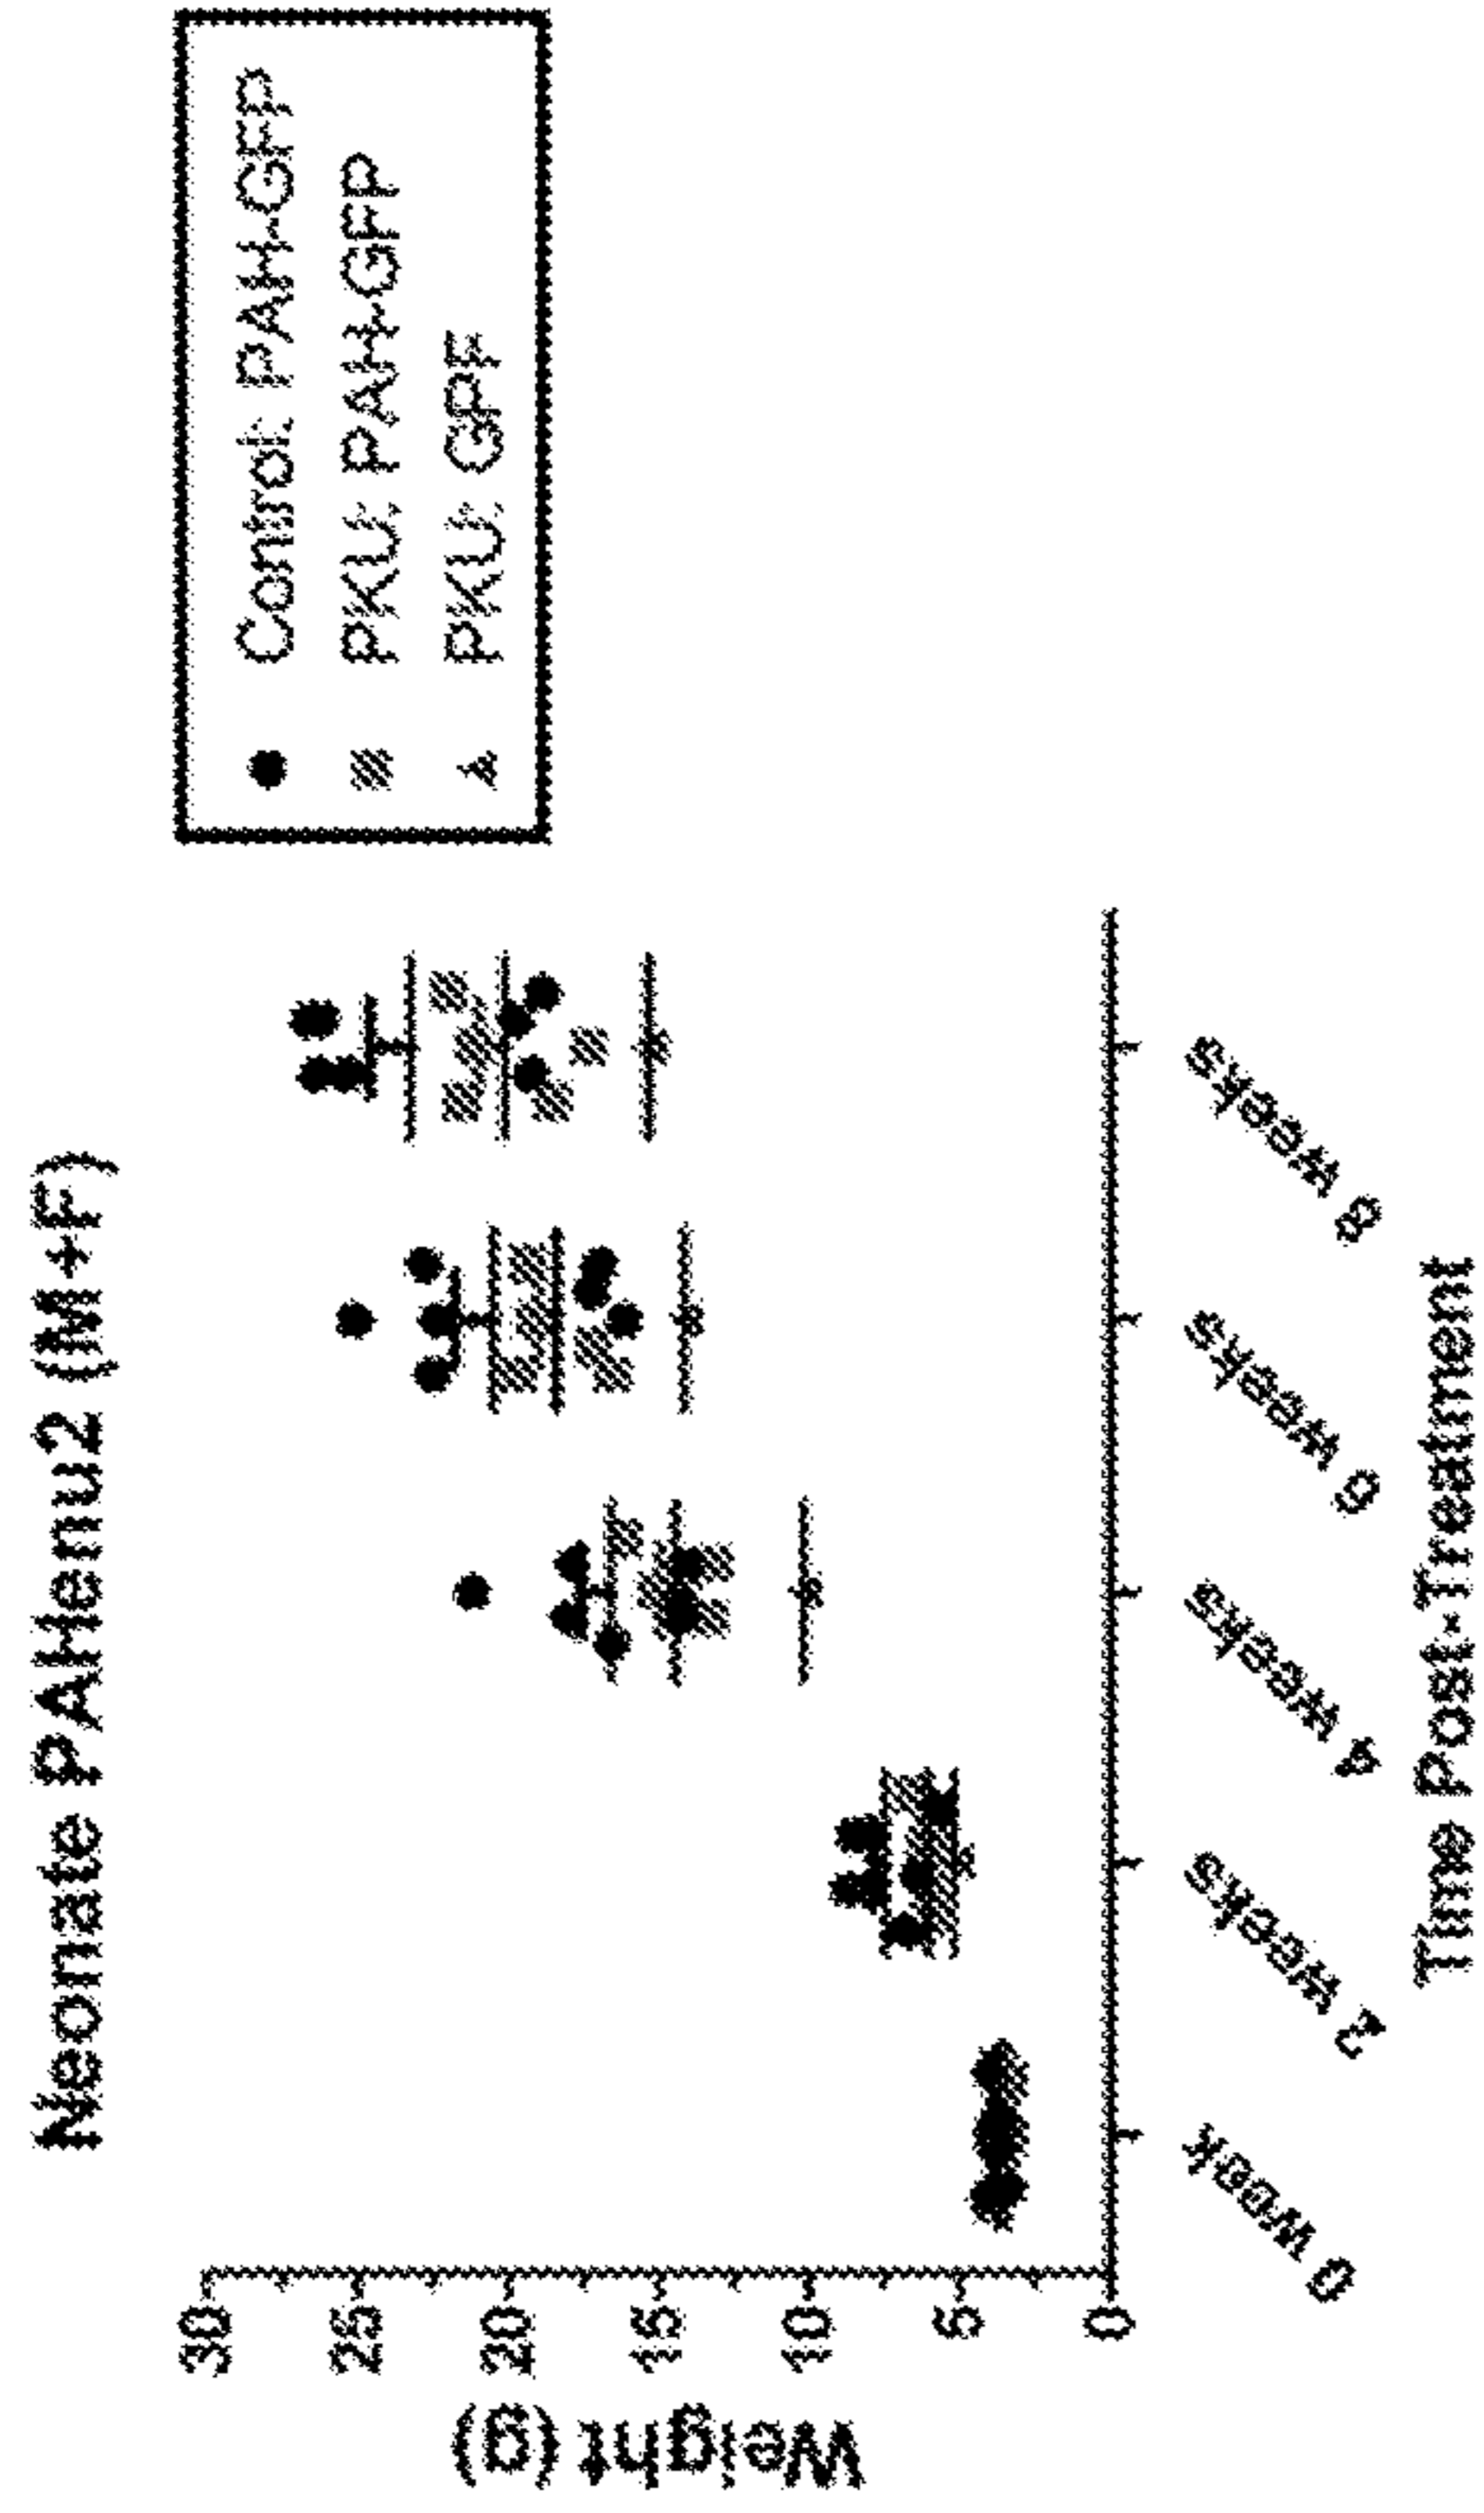 Neonate PAHenu2 (M+F)
Control: PAH+GFP
PKU: PAH+GFP
PKU: GFP
Weight (g)
30
25
20
15
10
5
0
0 week
2 weeks
4 weeks
6 weeks
8 weeks
Time Post-Treatment